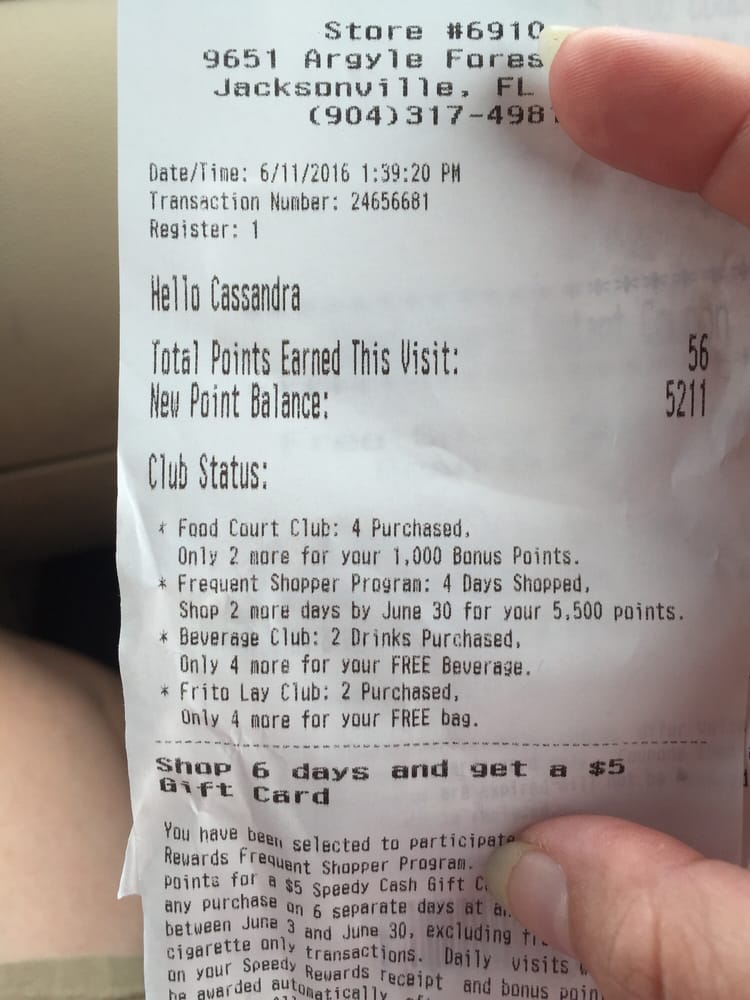 Store #6910
9651 Argyle Fores
Jacksonville, FL
(904)317-4981
Date/Time: 6/11/2016 1:39:20 PM
Transaction Number: 24656681
Register: 1
Hello Cassandra
Total Points Earned This Visit: 56
New Point Balance: 5211
Club Status:
* Food Court Club: 4 Purchased,
Only 2 more for your 1,000 Bonus Points.
* Frequent Shopper Program: 4 Days Shopped,
Shop 2 more days by June 30 for your 5,500 points.
* Beverage Club: 2 Drinks Purchased,
Only 4 more for your FREE Beverage.
* Frito Lay Club: 2 Purchased,
Only 4 more for your FREE bag.
Shop 6 days and get a $5
Gift Card
You have been selected to participate
Rewards Frequent Shopper Program.
points for a $5 Speedy Cash Gift
any purchase on 6 separate days at
between June 3 and June 30, excluding
cigarette only transactions. Daily visits
on your Speedy Rewards receipt and bonus
be awarded automatically